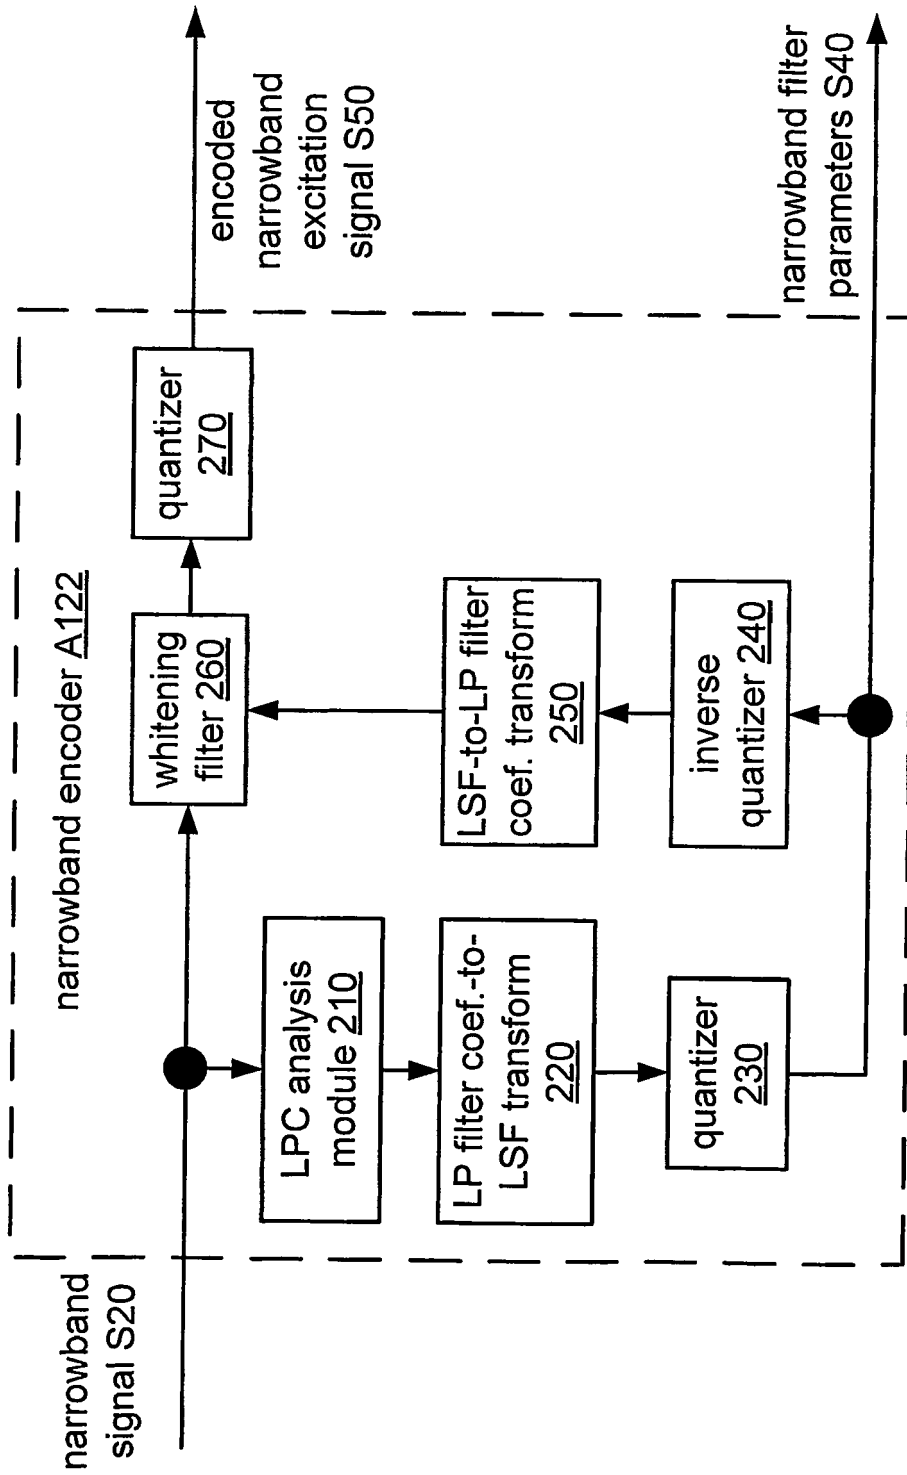 narrowband encoder A122
narrowband
signal S20
LPC analysis
module 210
LP filter coef.-to-
LSF transform
220
quantizer
230
whitening
filter 260
LSF-to-LP filter
coef. transform
250
inverse
quantizer 240
quantizer
270
encoded
narrowband
excitation
signal S50
narrowband filter
parameters S40